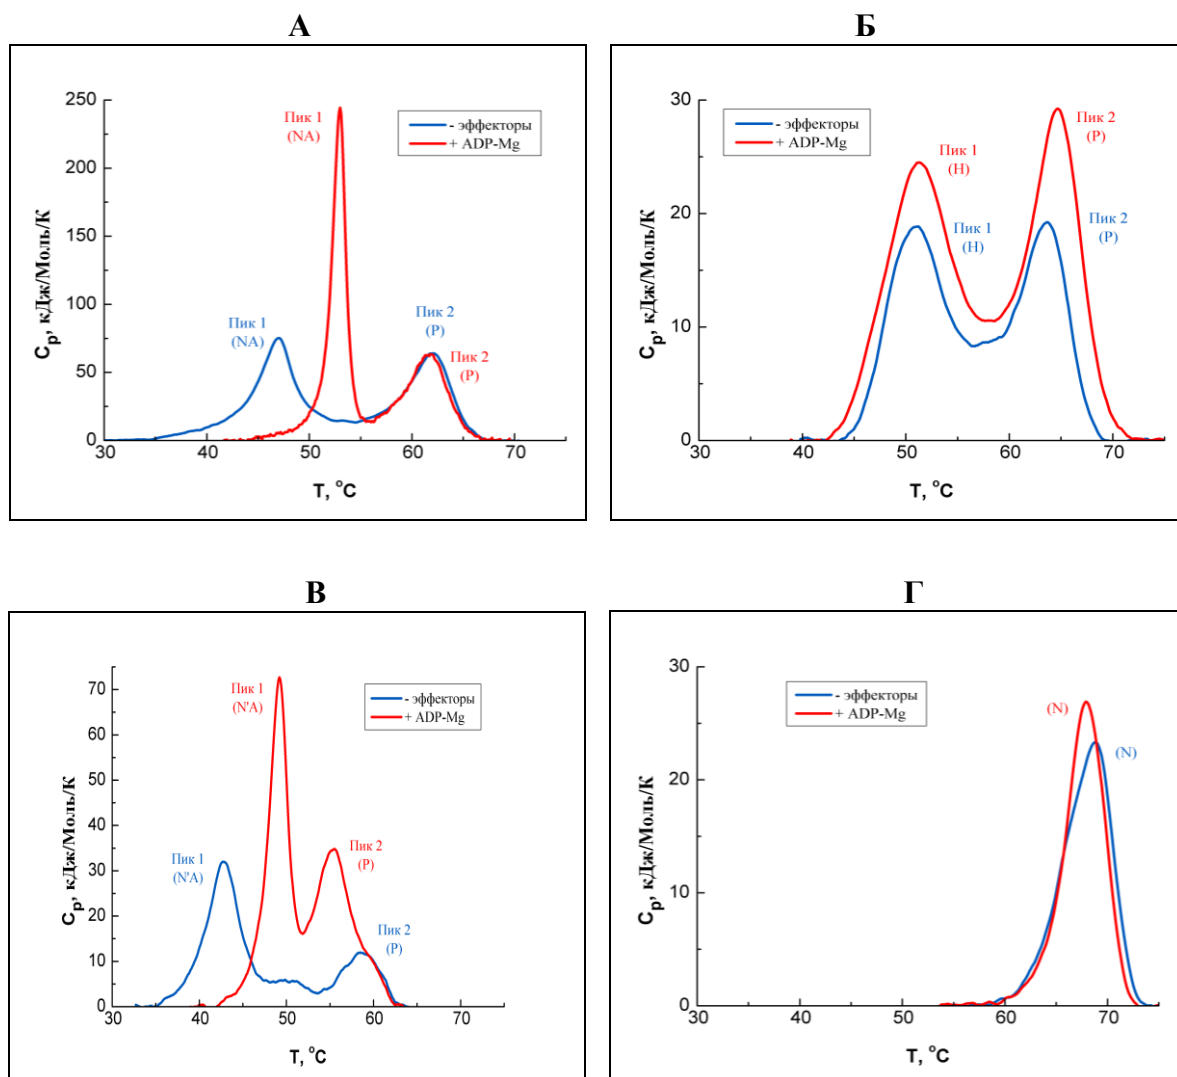 А
250
200
150
100
50
0
C_p, кДж/Моль/К
Пик 1
(NA)
- эффекторы
+ ADP-Mg
Пик 1
(NA)
Пик 2
(P)
Пик 2
(P)
30 40 50 60 70
T, °C
Б
30
20
10
0
C_p, кДж/Моль/К
- эффекторы
+ ADP-Mg
Пик 1
(H)
Пик 1
(H)
Пик 2
(P)
Пик 2
(P)
30 40 50 60 70
T, °C
В
70
60
50
40
30
20
10
0
C_p, кДж/Моль/К
Пик 1
(N'A)
- эффекторы
+ ADP-Mg
Пик 1
(N'A)
Пик 2
(P)
Пик 2
(P)
30 40 50 60 70
T, °C
Г
30
20
10
0
C_p, кДж/Моль/К
- эффекторы
+ ADP-Mg
(N)
(N)
30 40 50 60 70
T, °C